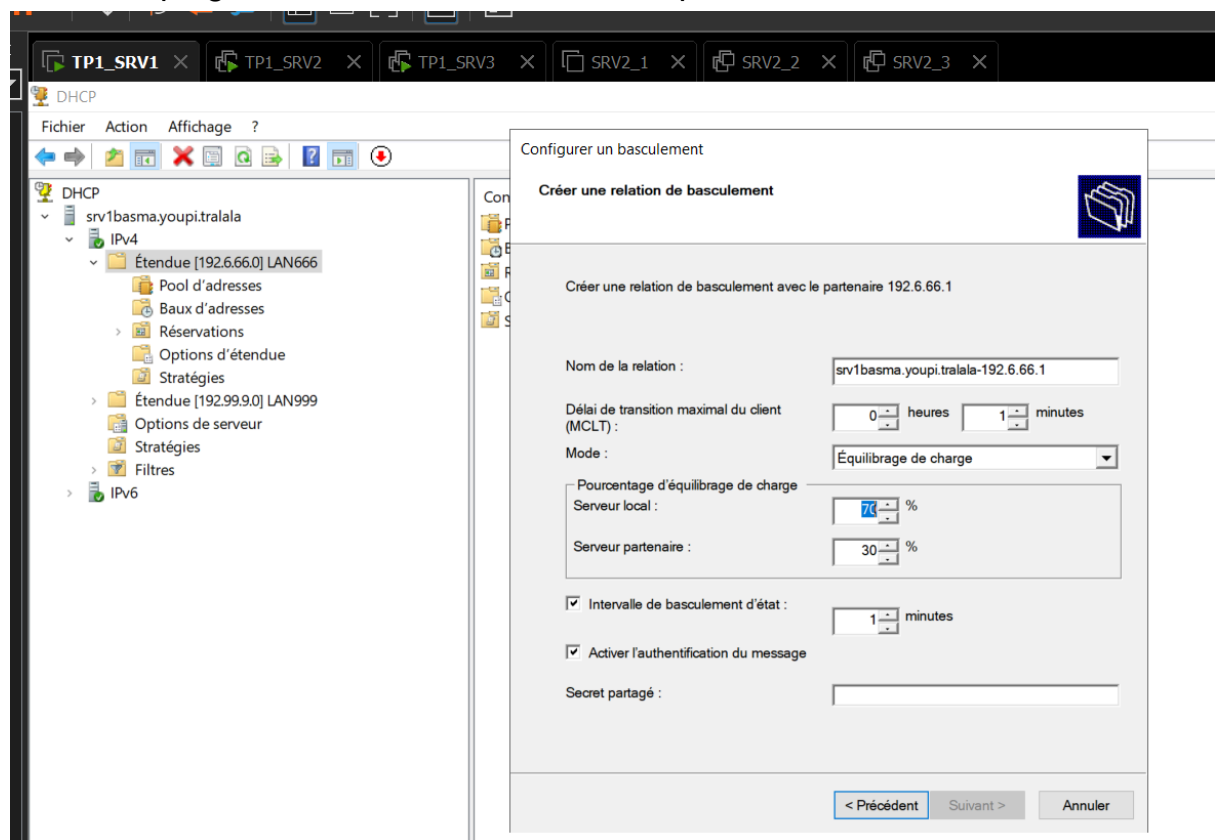 TP1_SRV1 × TP1_SRV2 × TP1_SRV3 × SRV2_1 × SRV2_2 × SRV2_3 ×
DHCP
Fichier Action Affichage ?
DHCP
srv1basma.youpi.tralala
IPv4
Étendue [192.6.66.0] LAN666
Pool d'adresses
Baux d'adresses
Réservations
Options d'étendue
Stratégies
Étendue [192.99.9.0] LAN999
Options de serveur
Stratégies
Filtres
IPv6
Con
Configurer un basculement
Créer une relation de basculement
Créer une relation de basculement avec le partenaire 192.6.66.1
Nom de la relation : srv1basma.youpi.tralala-192.6.66.1
Délai de transition maximal du client (MCLT) : 0 heures 1 minutes
Mode : Équilibrage de charge
Pourcentage d'équilibrage de charge
Serveur local : 70 %
Serveur partenaire : 30 %
Intervalle de basculement d'état : 1 minutes
Activer l'authentification du message
Secret partagé :
< Précédent Suivant > Annuler